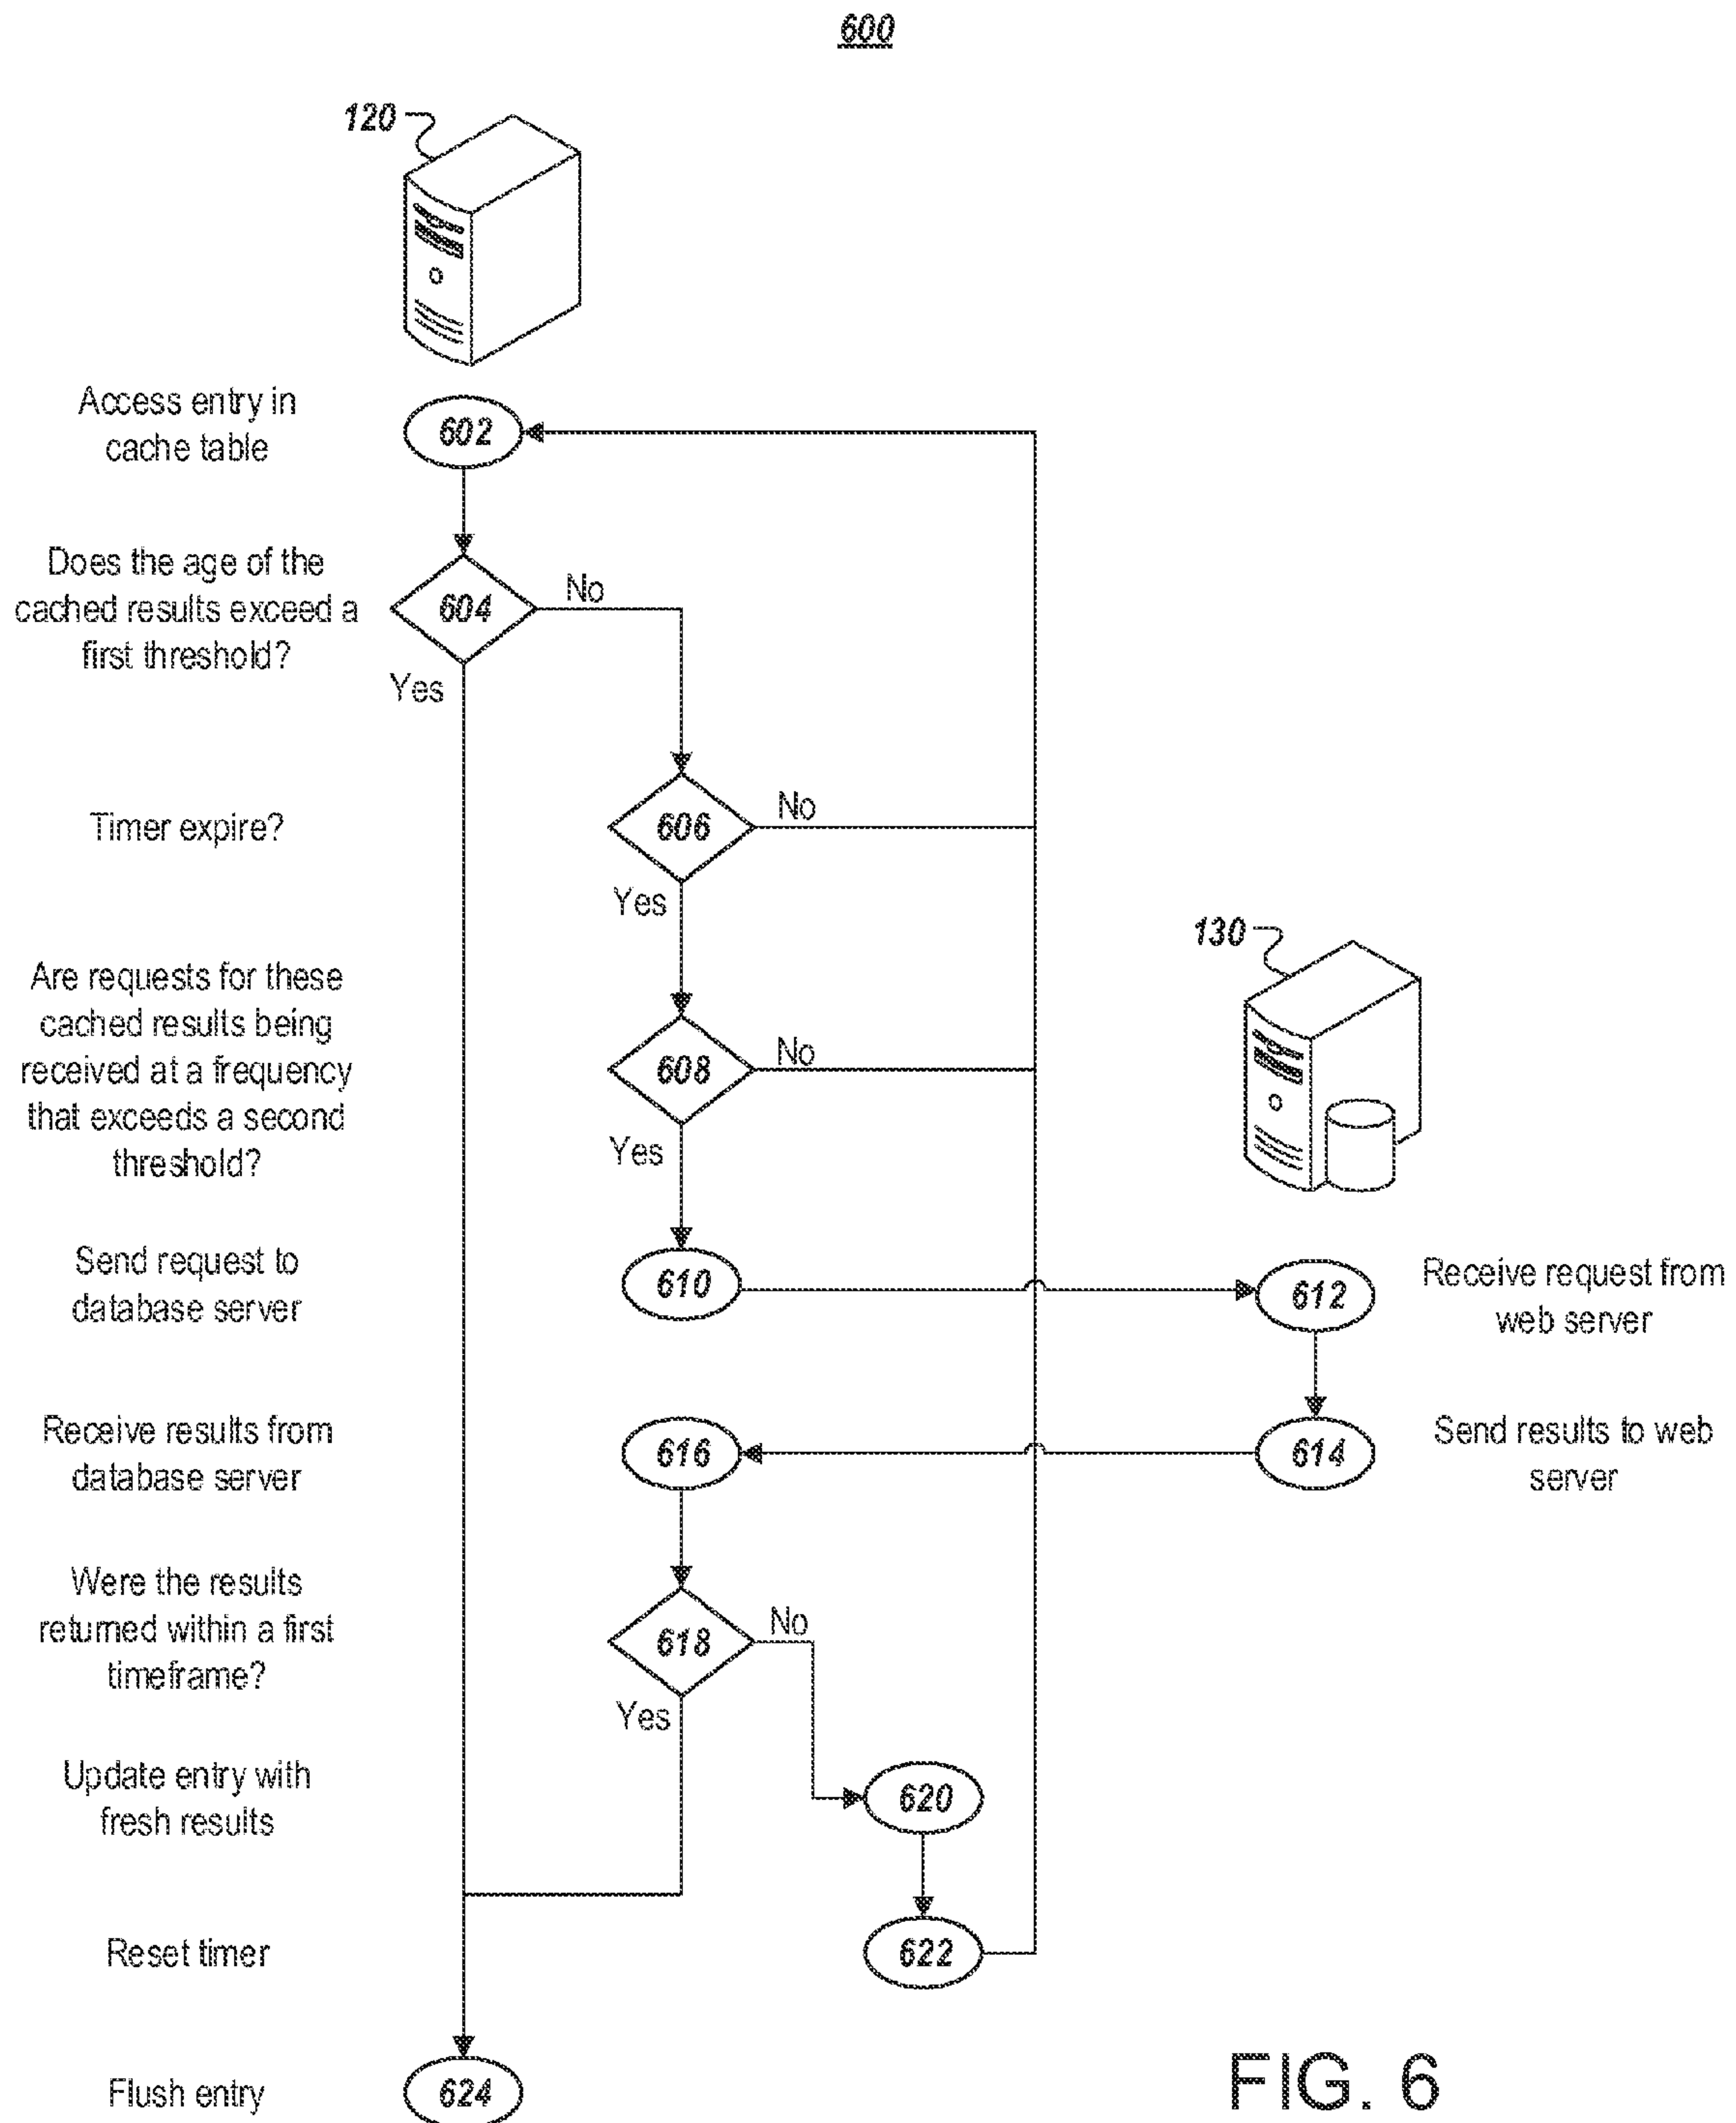 600
120
Access entry in
cache table
602
Does the age of the
cached results exceed a
first threshold?
604
No
Yes
Timer expire?
606
No
Yes
130
Are requests for these
cached results being
received at a frequency
that exceeds a second
threshold?
608
No
Yes
Send request to
database server
610
612
Receive request from
web server
Receive results from
database server
616
614
Send results to web
server
Were the results
returned within a first
timeframe?
618
No
Yes
Update entry with
fresh results
620
Reset timer
622
Flush entry
624
FIG. 6